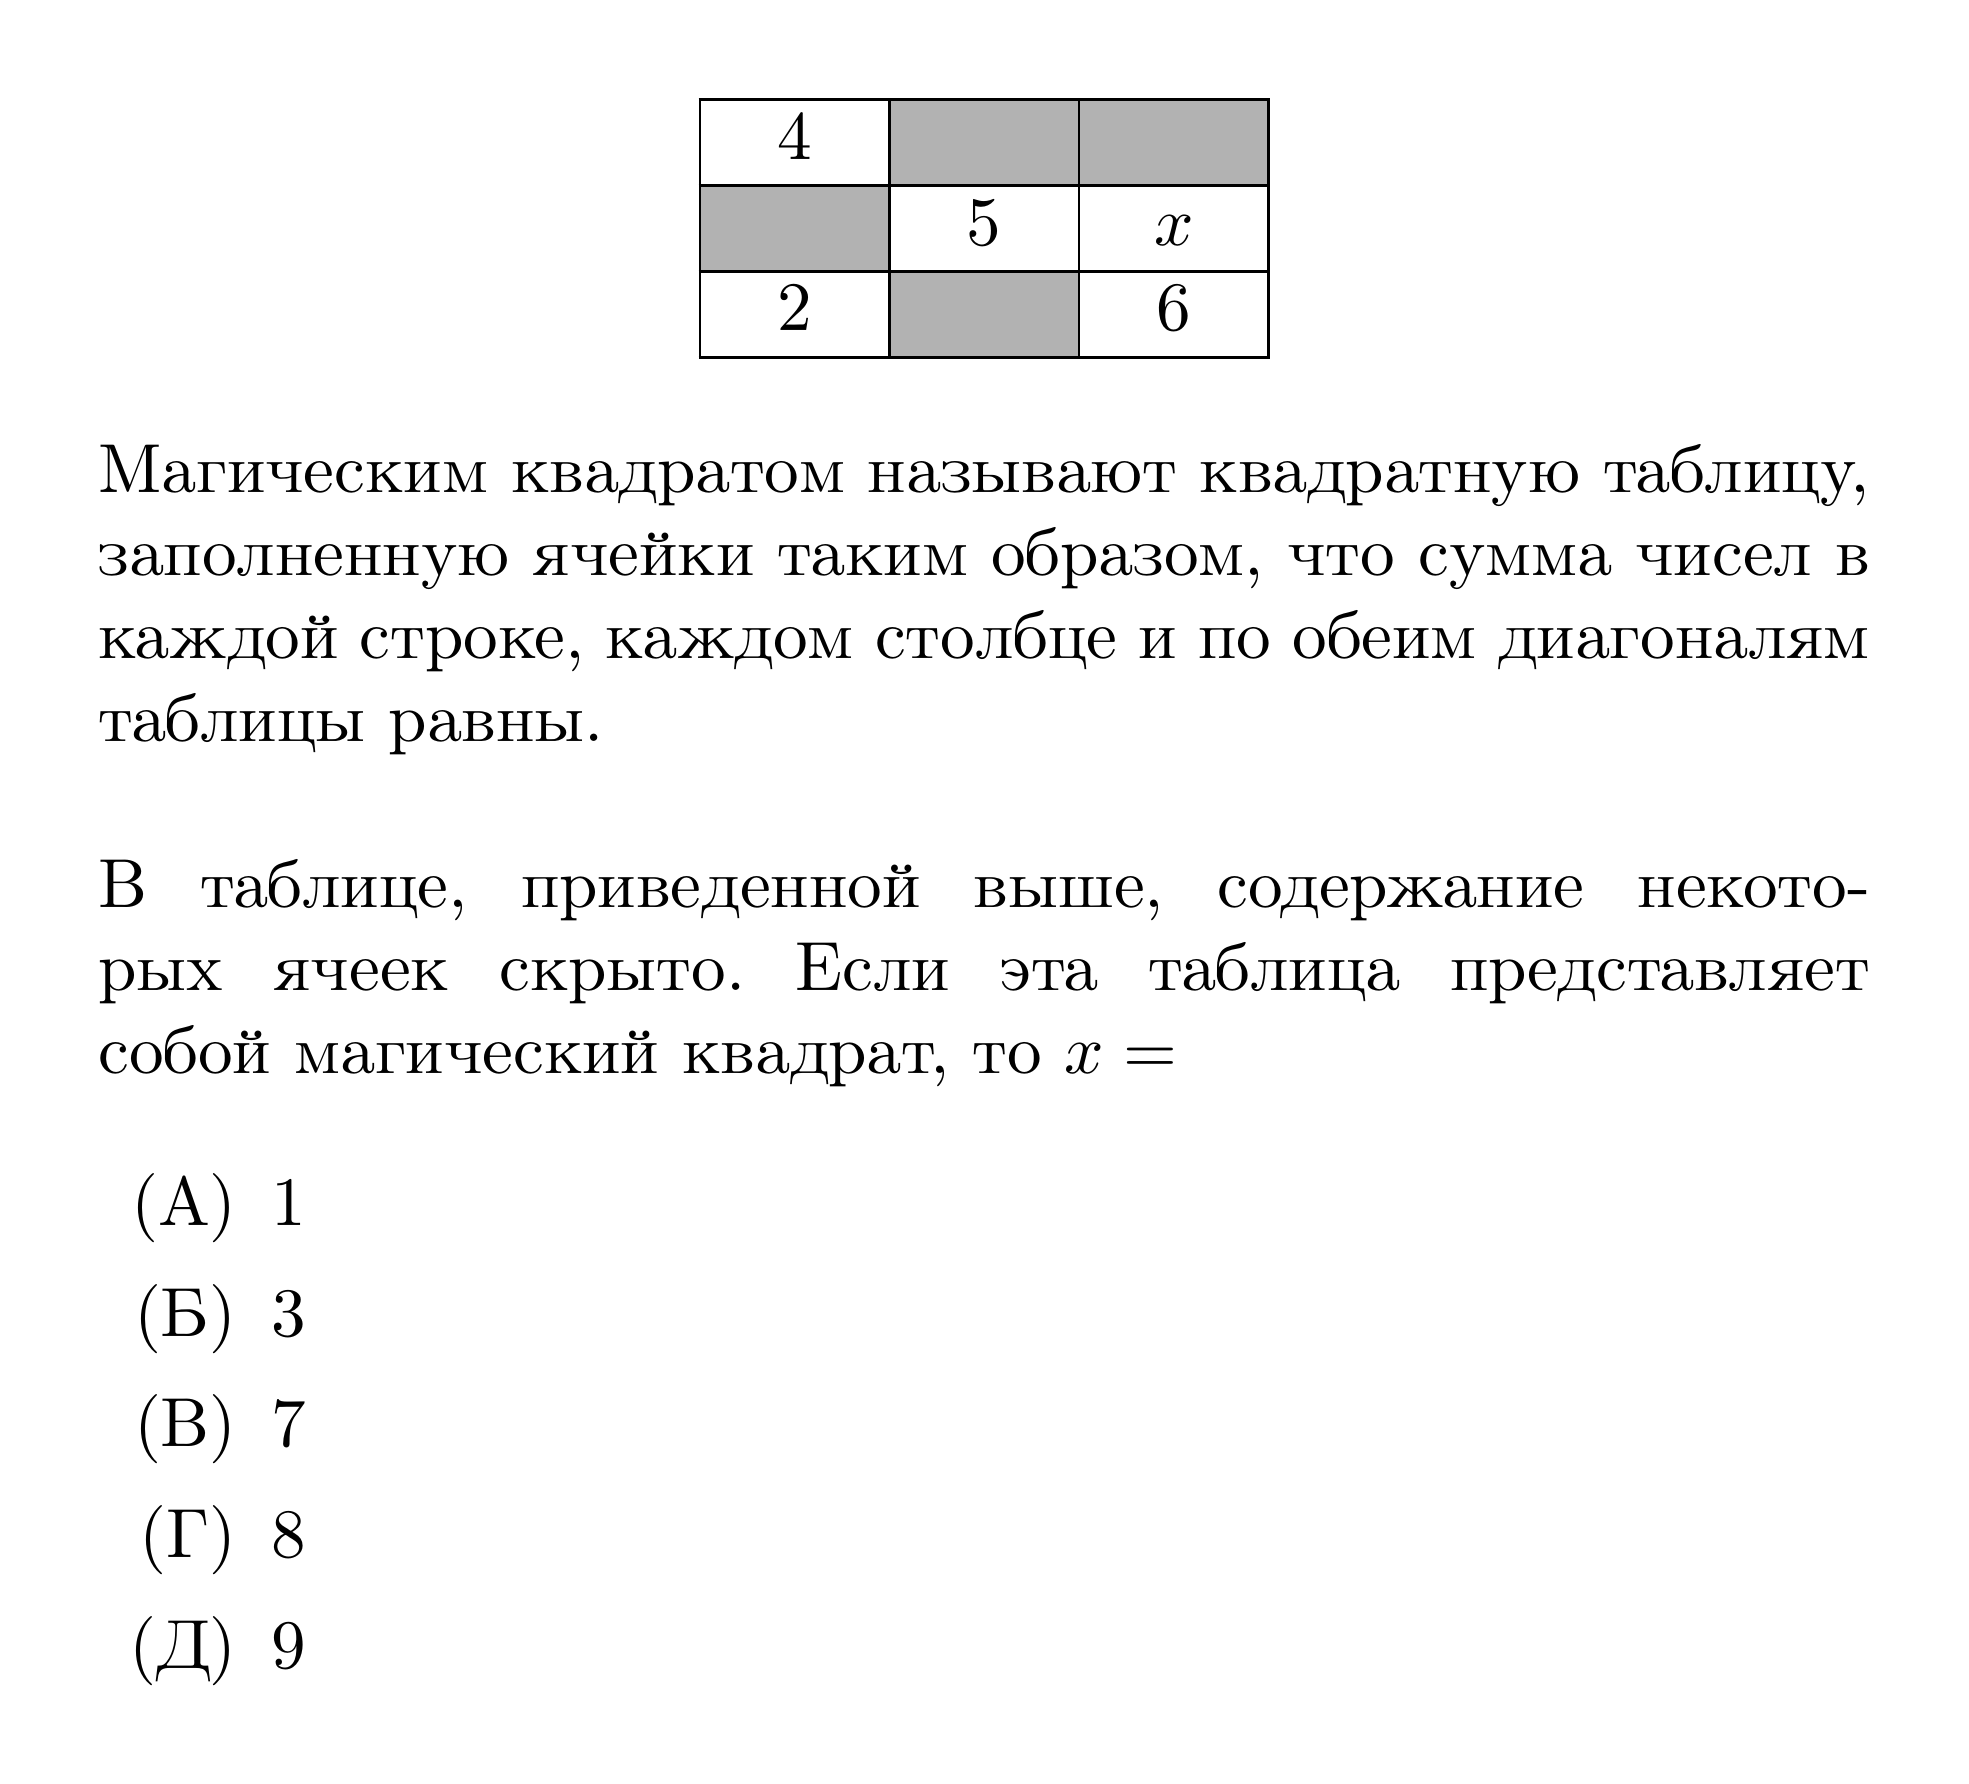 4
5 x
2 6
Магическим квадратом называют квадратную таблицу,
заполненную ячейки таким образом, что сумма чисел в
каждой строке, каждом столбце и по обеим диагоналям
таблицы равны.
В таблице, приведенной выше, содержание некото-
рых ячеек скрыто. Если эта таблица представляет
собой магический квадрат, то x =
(А) 1
(Б) 3
(В) 7
(Г) 8
(Д) 9